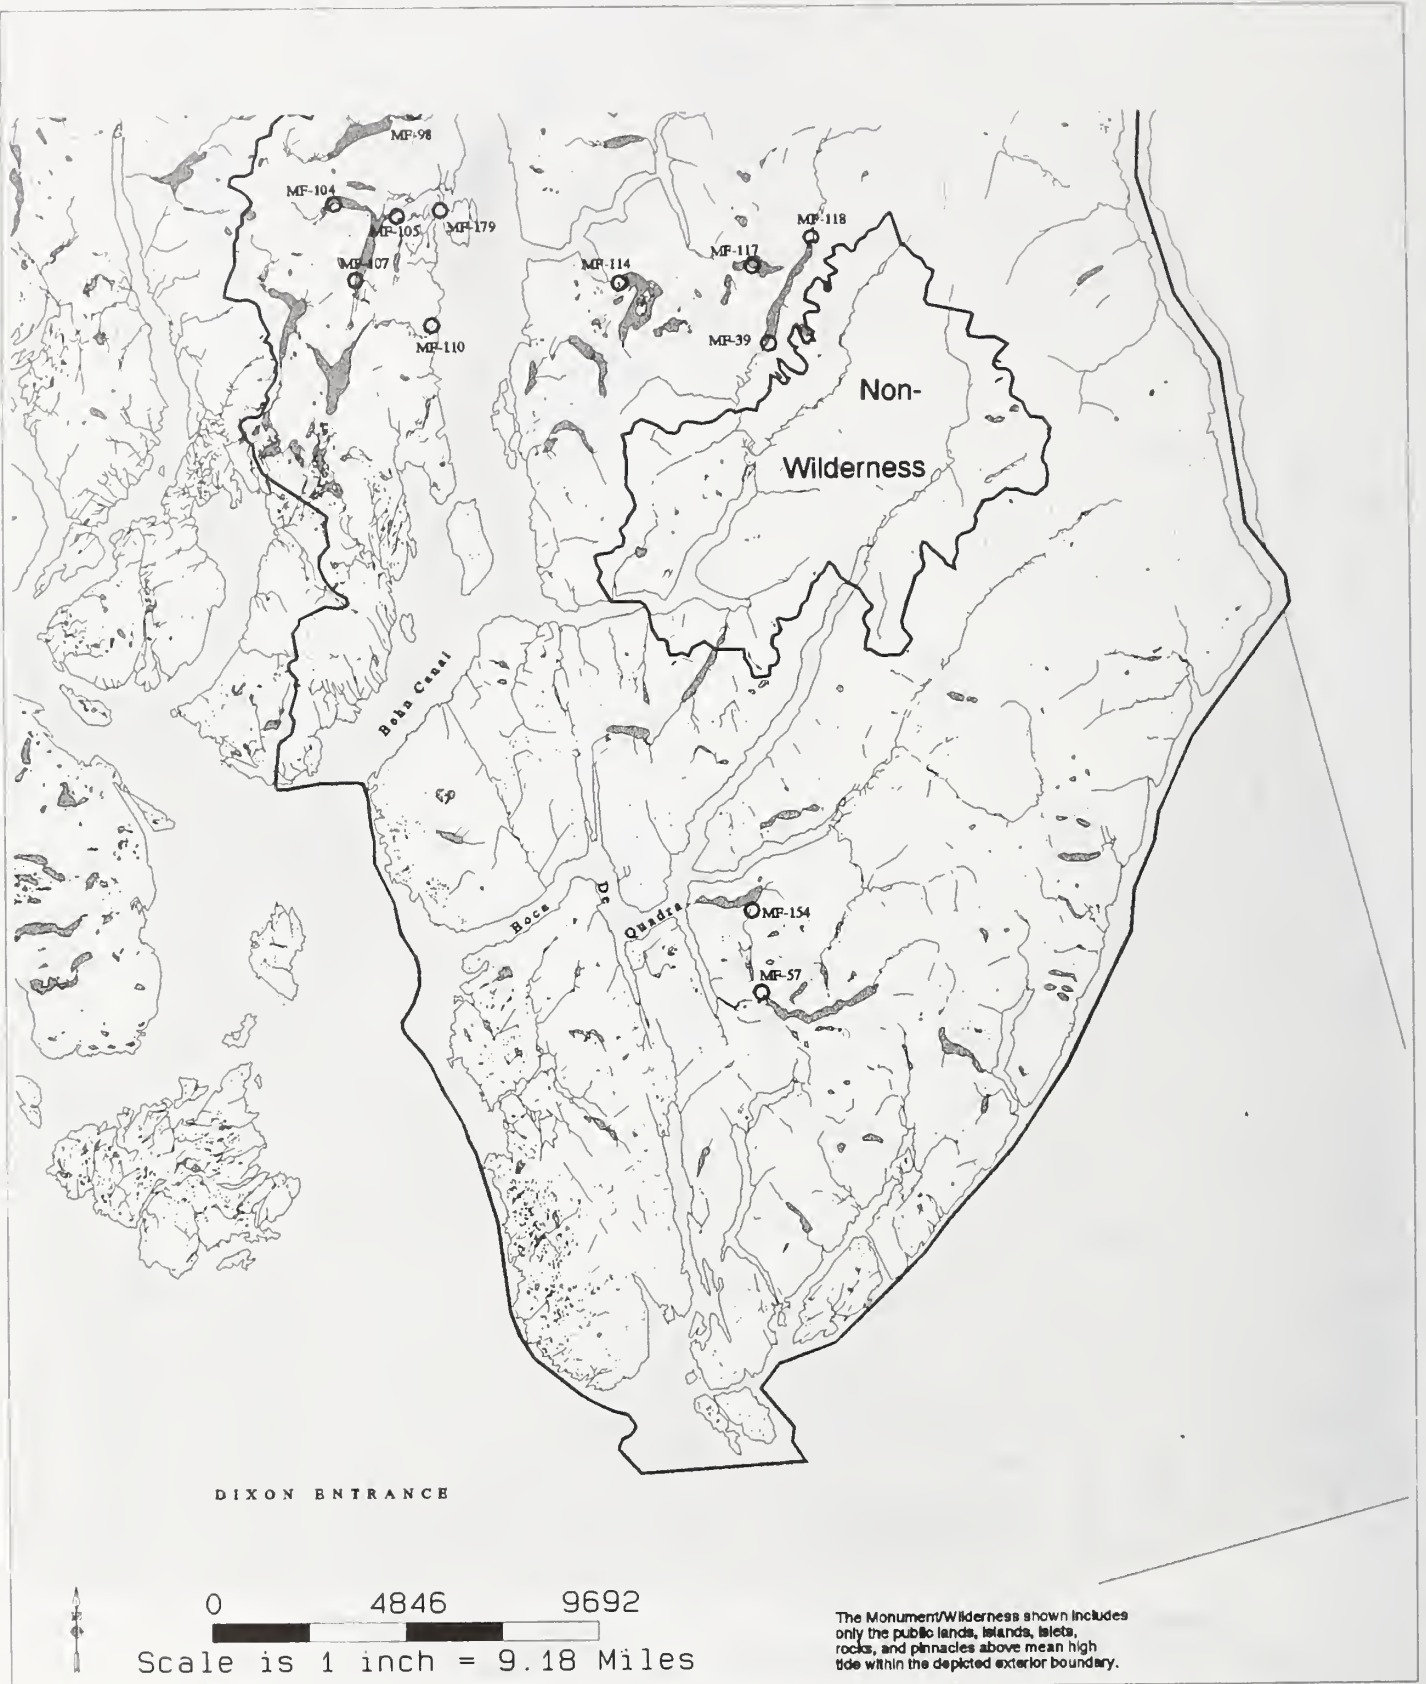 MF-98
MF-104
MF-105
MF-179
MF-107
MF-110
MF-118
MF-117
MF-114
MF-39
Non-
Wilderness
Behn Canal
Boca
De
Quadra
MF-154
MF-57
DIXON ENTRANCE
0 4846 9692
Scale is 1 inch = 9.18 Miles
The Monument/Wilderness shown includes
only the public lands, islands, islets,
rocks, and pinnacles above mean high
tide within the depicted exterior boundary.